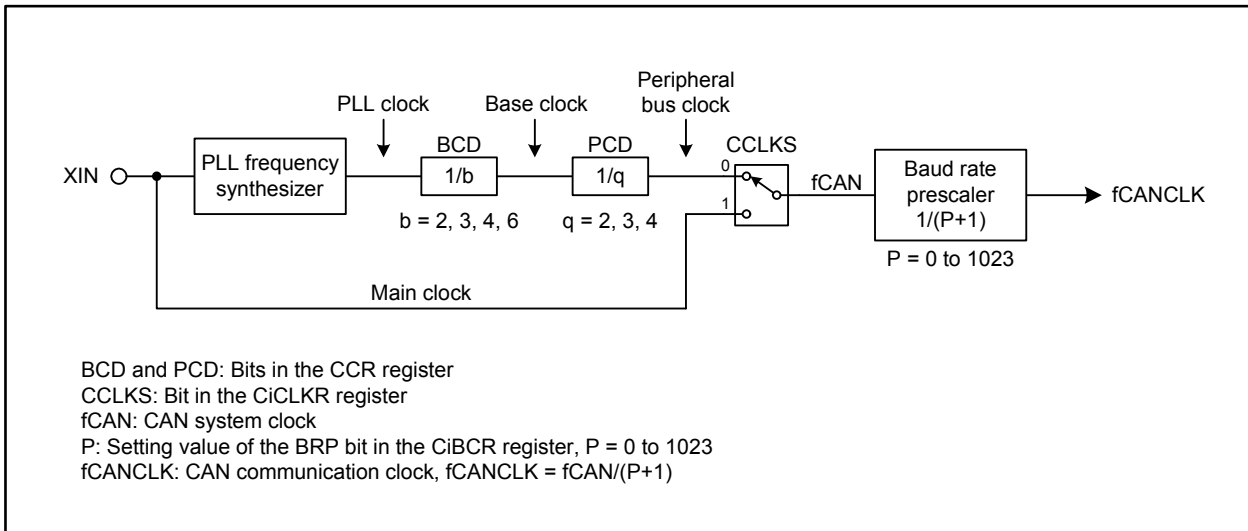 PLL clock
Base clock
Peripheral
bus clock
BCD
PCD
CCLKS
XIN
PLL frequency
synthesizer
1/b
1/q
0
1
fCAN
Baud rate
prescaler
1/(P+1)
fCANCLK
b = 2, 3, 4, 6
q = 2, 3, 4
P = 0 to 1023
Main clock
BCD and PCD: Bits in the CCR register
CCLKS: Bit in the CiCLKR register
fCAN: CAN system clock
P: Setting value of the BRP bit in the CiBCR register, P = 0 to 1023
fCANCLK: CAN communication clock, fCANCLK = fCAN/(P+1)